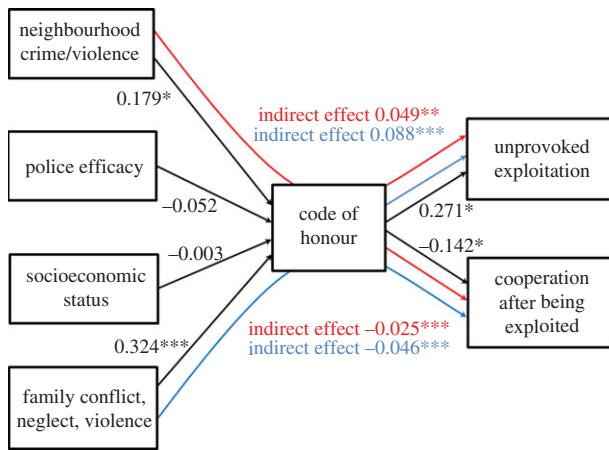 neighbourhood
crime/violence
0.179*
indirect effect 0.049**
indirect effect 0.088***
police efficacy
–0.052
unprovoked
exploitation
code of
honour
0.271*
–0.142*
–0.003
socioeconomic
status
cooperation
after being
exploited
0.324***
indirect effect –0.025***
indirect effect –0.046***
family conflict,
neglect, violence